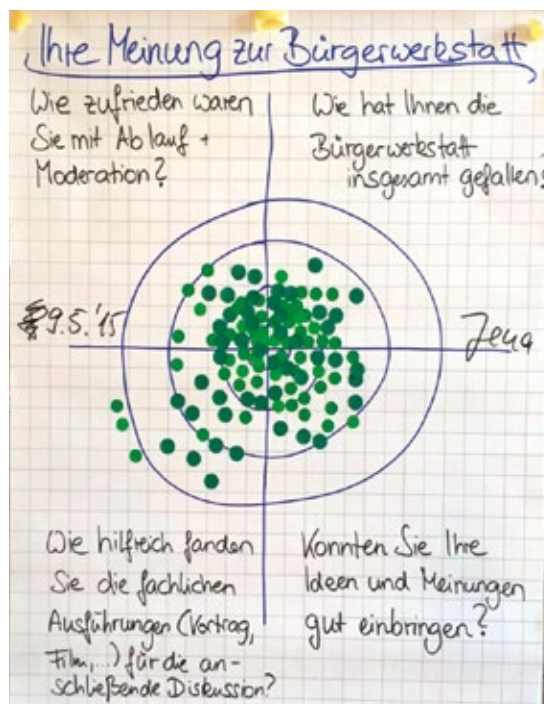 Ihre Meinung zur Bürgerwerkstatt
Wie zufrieden waren
Sie mit Ablauf +
Moderation?
Wie hat Ihnen die
Bürgerwerkstatt
insgesamt gefallen?
9.5.'15
Jena
Wie hilfreich fanden
Sie die fachlichen
Ausführungen (Vortrag,
Film,...) für die an-
schließende Diskussion?
Konnten Sie Ihre
Ideen und Meinungen
gut einbringen?